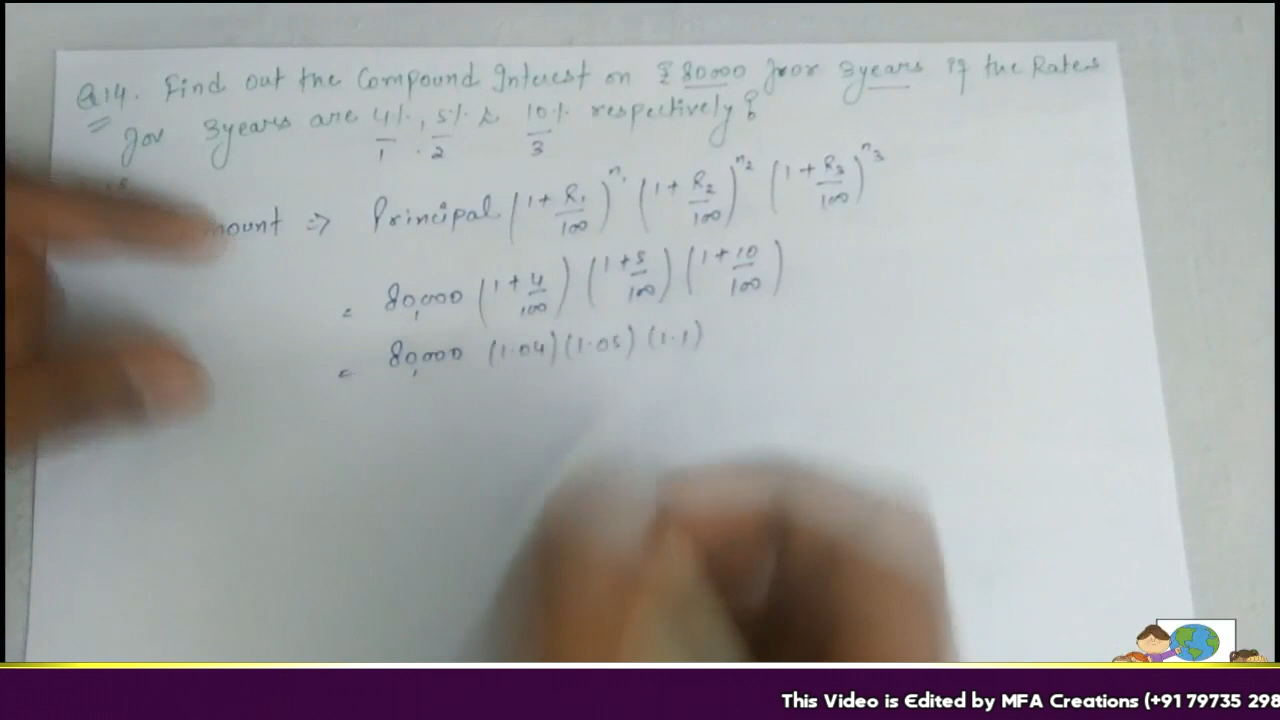 Q.14. Find out the Compound Interest on ₹ 80000 for 3years if the Rates
for 3years are 4%, 5% & 10% respectively?
1 2 3
mount => Principal (1 + R₁/100)^n₁ (1 + R₂/100)^n₂ (1 + R₃/100)^n₃
= 80,000 (1 + 4/100) (1 + 5/100) (1 + 10/100)
= 80,000 (1.04) (1.05) (1.1)
This Video is Edited by MFA Creations (+91 79735 298